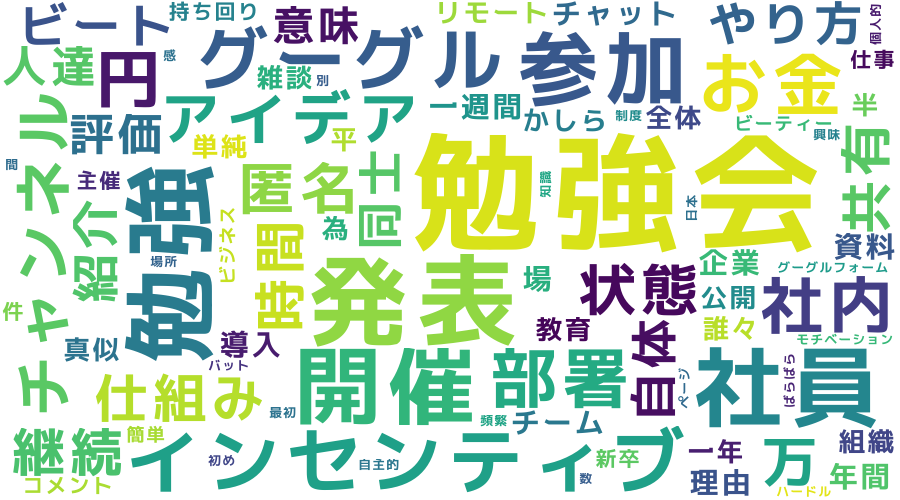 ビート
持ち回り
意味
リモート
チャット
やり方
個人的
人達
円
感
雑談
別
グーグル
参加
お金
仕事
チャンネル
評価
アイデア
一週間
かしら
制度
全体
ビーティー
興味
半
単純
平
間
主催
勉強
匿名
同士
勉強会
知識
日本
共有
紹介
場所
ビジネス
時間
為
資料
件
発表
場
状態
企業
グーグルフォーム
公開
社内
真似
導入
教育
誰々
自体
モチベーション
バット
仕組み
開催
部署
ページ
社員
ばらばら
最初
頻繁
チーム
継続
簡単
インセンティブ
一年
万
組織
コメント
初め
自主的
数
新卒
理由
ハードル
年間